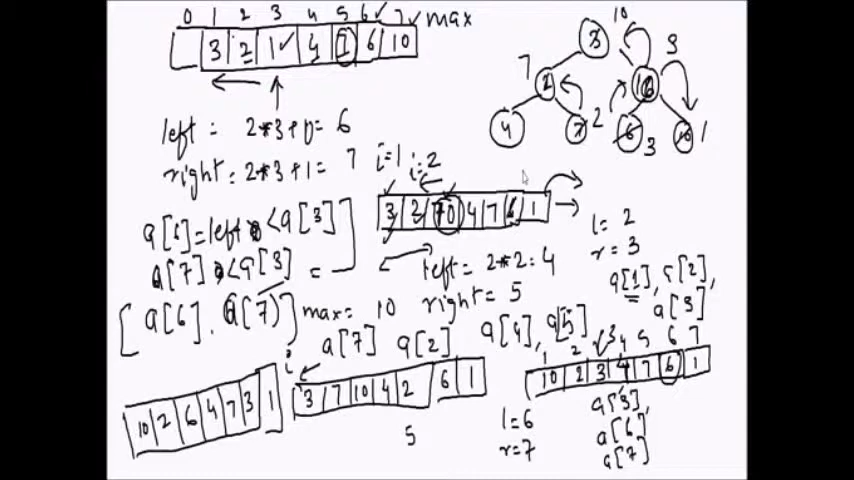 0 1 2 3 4 5 6 7 max
3 2 1 4 7 6 10
left = 2*3+0= 6
right = 2*3+1= 7
a[6]=left < a[3]
a[7] < a[3] =
[a[6], a[7]] max= 10
a[7]
10 2 6 4 7 3 1
i=1 i=2
3 2 10 4 7 6 1
left= 2*2=4
right= 5
a[2] a[4], a[5]
i
3 7 10 4 2 6 1
5
10
3
7 2 3
4 2 3 1
l= 2
r= 3
a[1], a[2],
a[3]
1 2 3 4 5 6 7
10 2 3 4 7 6 1
l=6
r=7
a[3]
a[6],
a[7]